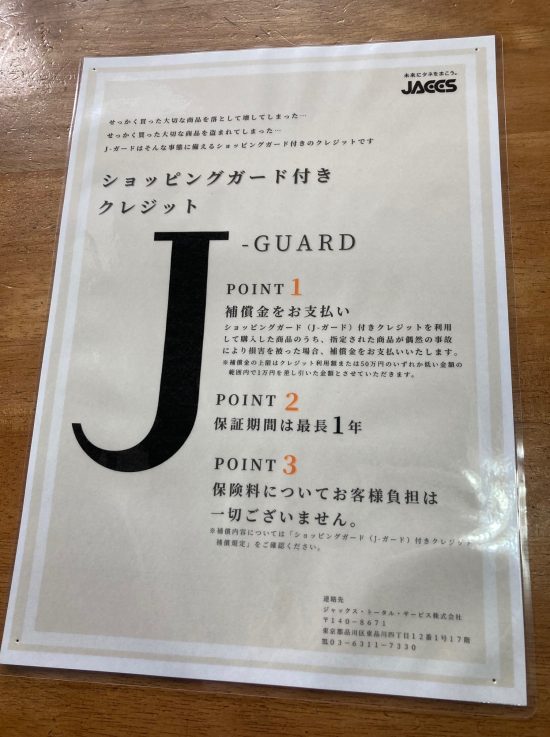 未来にタネをまこう。
JACCS
せっかく買った大切な商品を落として壊してしまった…
せっかく買った大切な商品を盗まれてしまった…
J-ガードはそんな事態に備えるショッピングガード付きのクレジットです
ショッピングガード付き
クレジット
J-GUARD
POINT 1
補償金をお支払い
ショッピングガード（J-ガード）付きクレジットを利用
して購入した商品のうち、指定された商品が偶然の事故
により損害を被った場合、補償金をお支払いいたします。
※補償金の上限はクレジット利用額または50万円のいずれか低い金額の
範囲内で1万円を差し引いた金額とさせていただきます。
POINT 2
保証期間は最長1年
POINT 3
保険料についてお客様負担は
一切ございません。
※補償内容については「ショッピングガード（J-ガード）付きクレジット
補償規定」をご確認ください。
連絡先
ジャックス・トータル・サービス株式会社
〒140-8671
東京都品川区東品川四丁目12番1号17階
☎03-6311-7330